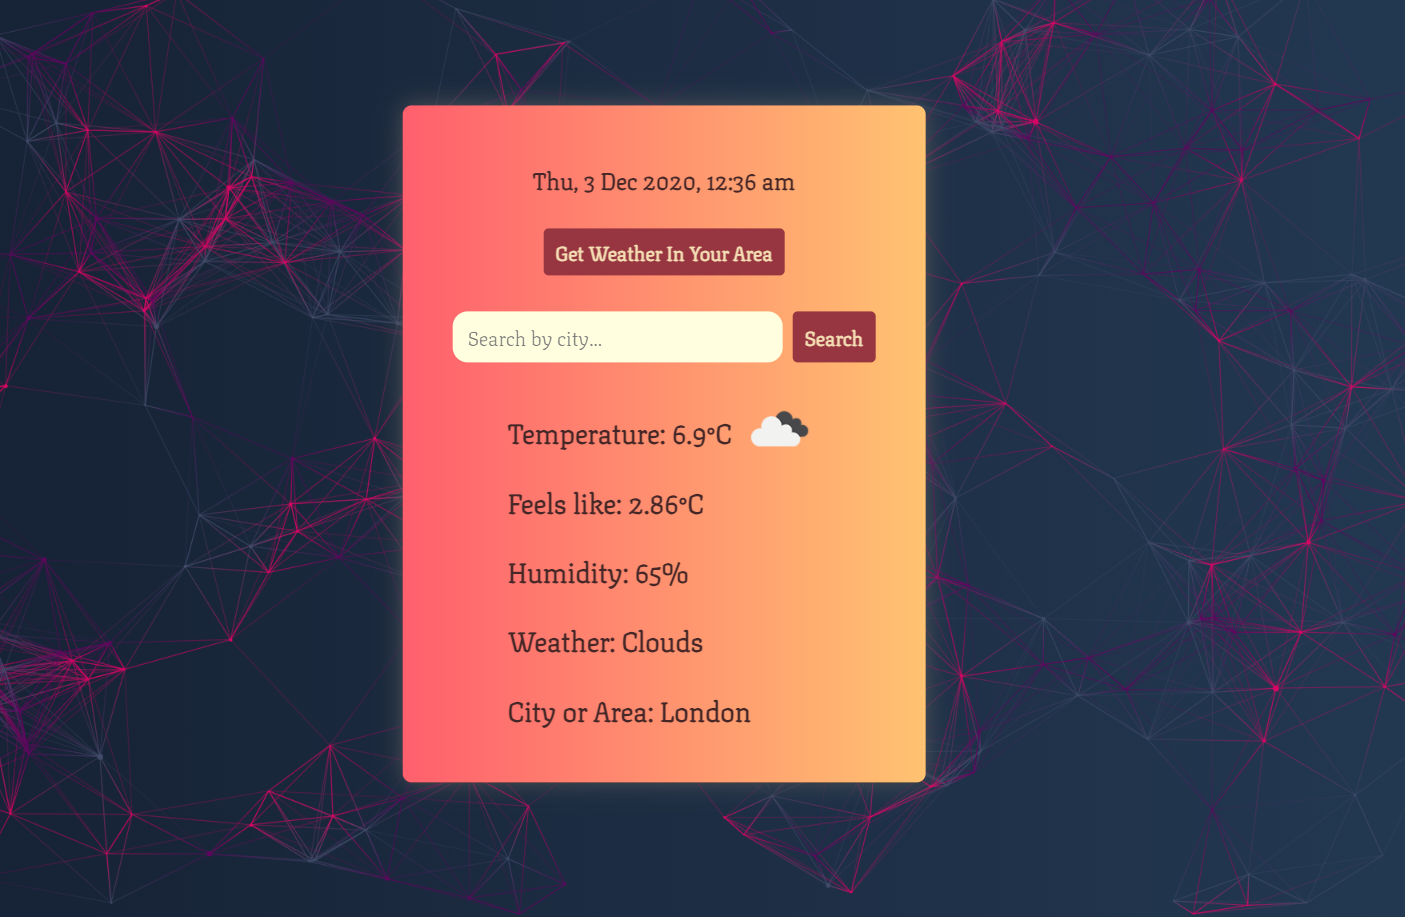 Thu, 3 Dec 2020, 12:36 am
Get Weather In Your Area
Search by city...
Search
Temperature: 6.9°C
Feels like: 2.86°C
Humidity: 65%
Weather: Clouds
City or Area: London